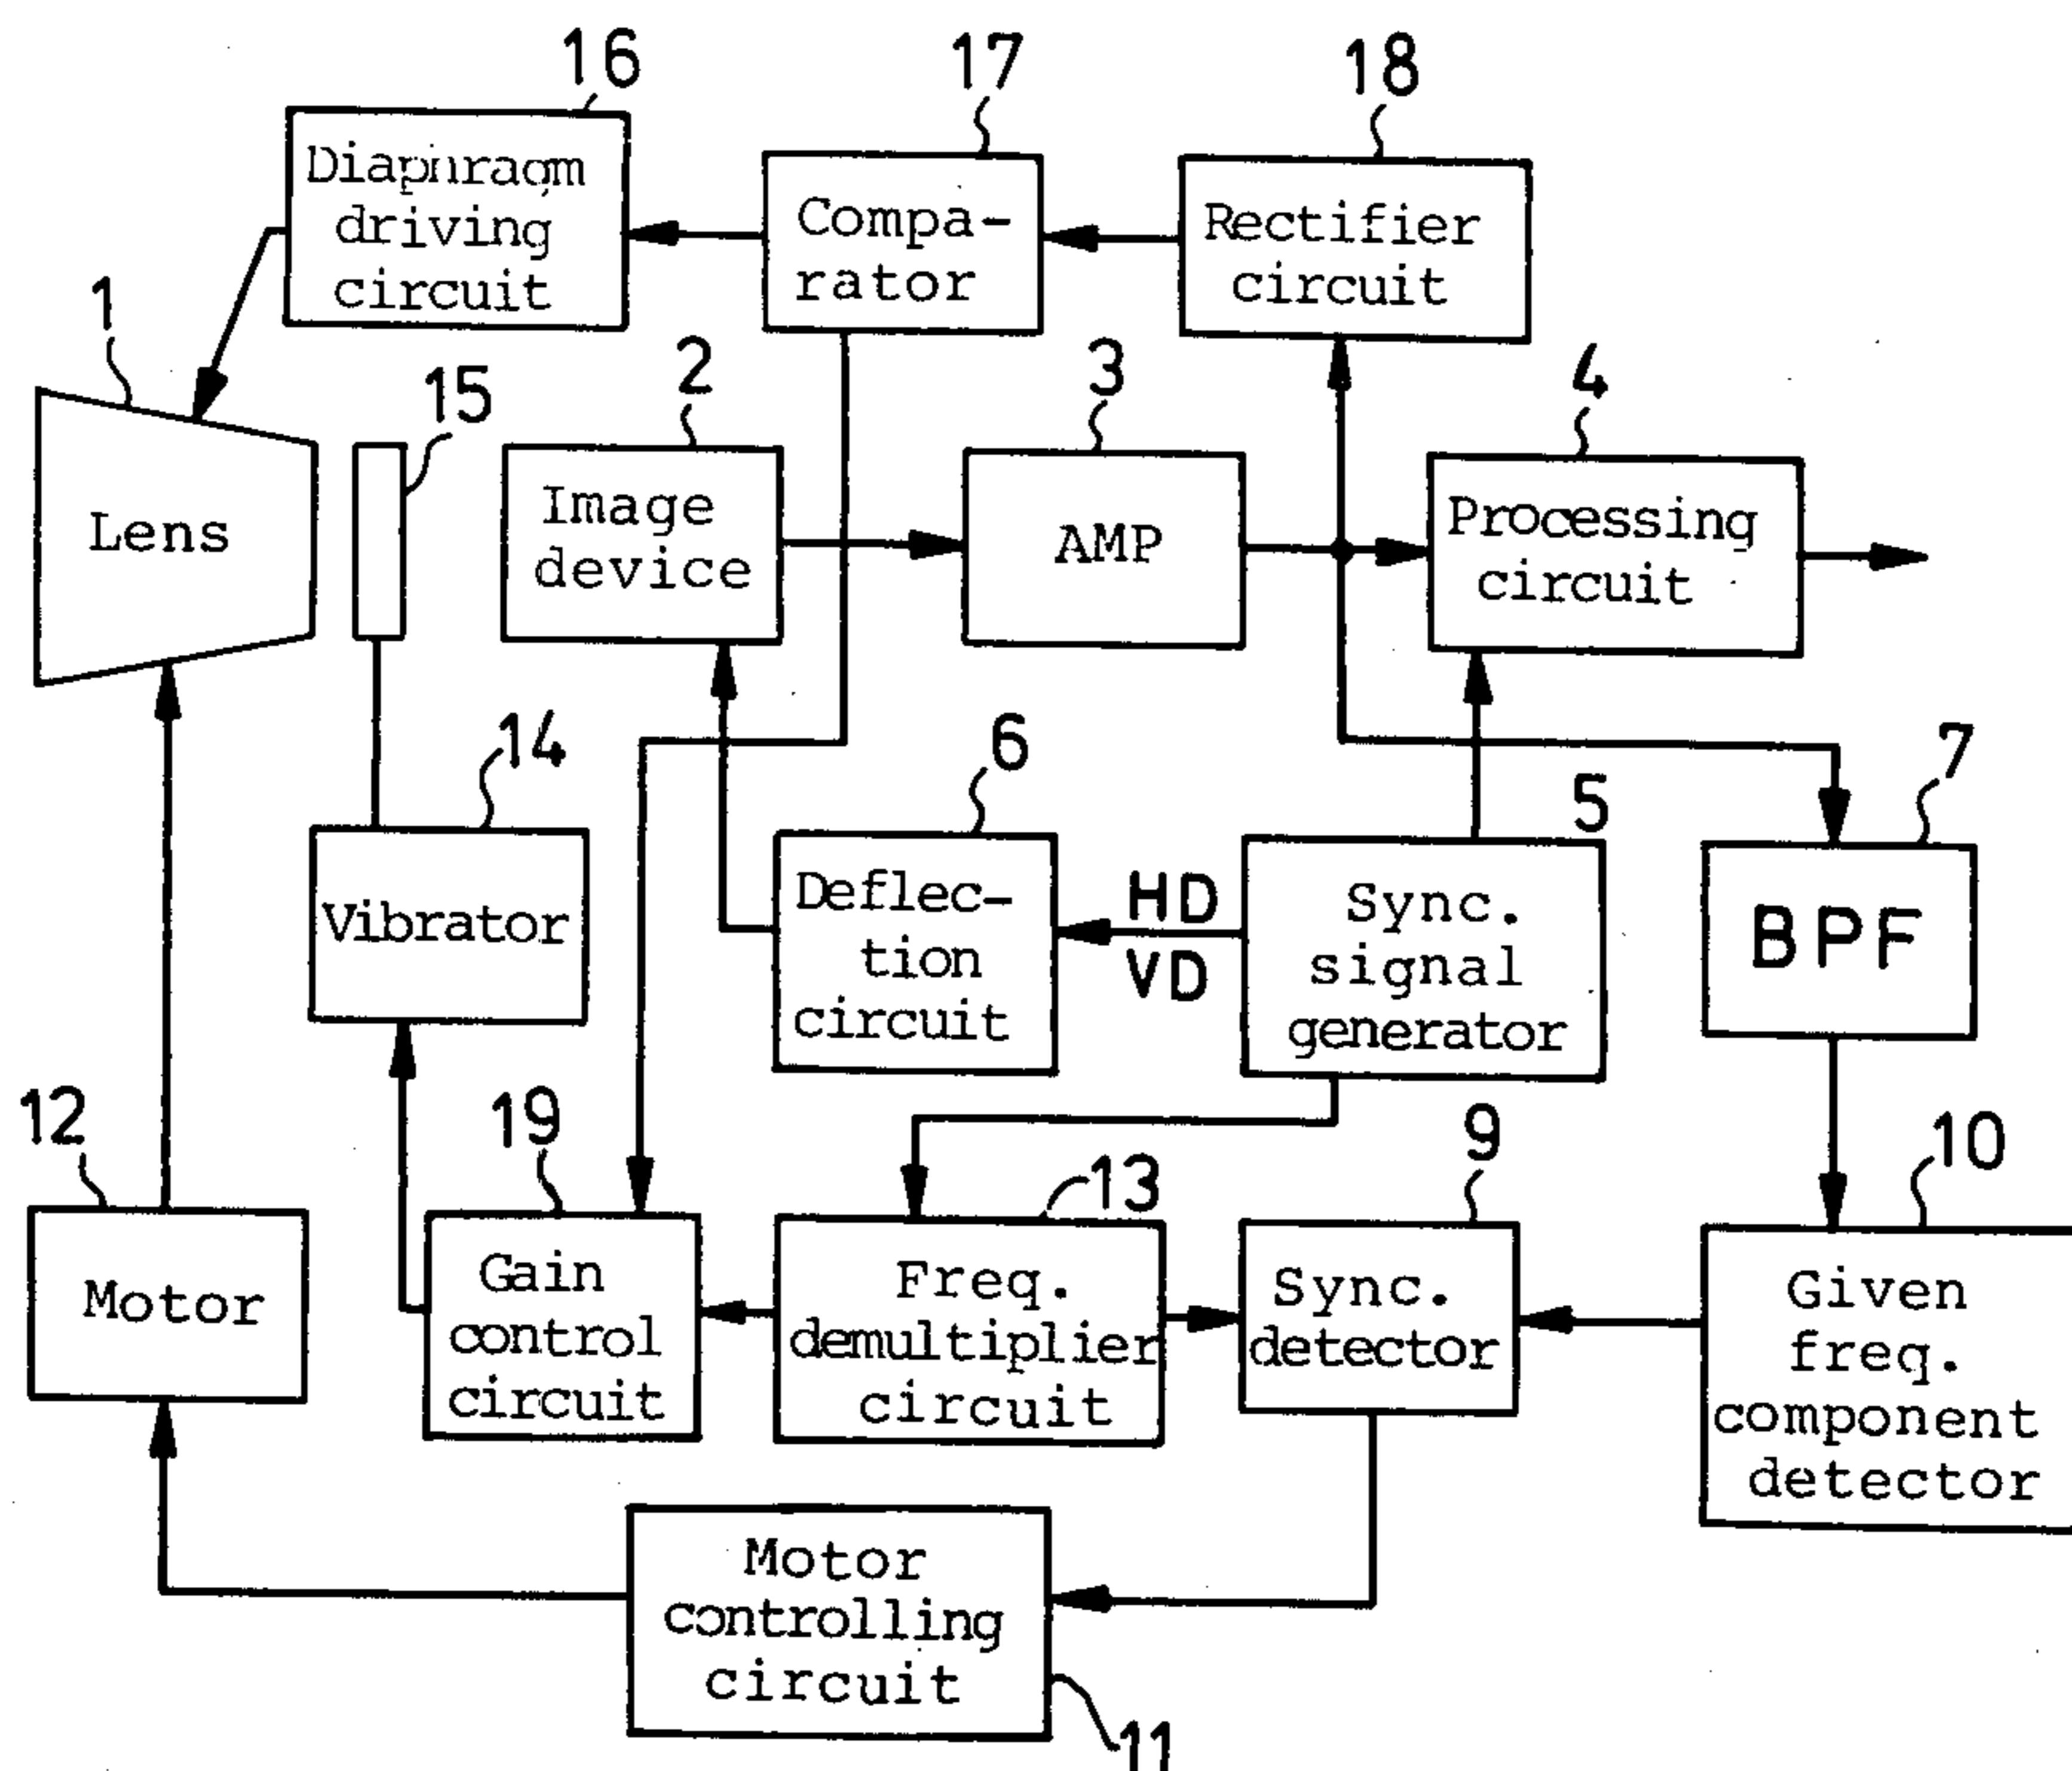 16
17
18
Diaphragm
driving
circuit
Compa-
rator
Rectifier
circuit
1
15
2
3
4
Lens
Image
device
AMP
Processing
circuit
14
6
5
7
Vibrator
Deflec-
tion
circuit
HD
VD
Sync.
signal
generator
BPF
12
19
13
9
10
Motor
Gain
control
circuit
Freq.
demultiplier
circuit
Sync.
detector
Given
freq.
component
detector
Motor
controlling
circuit
11